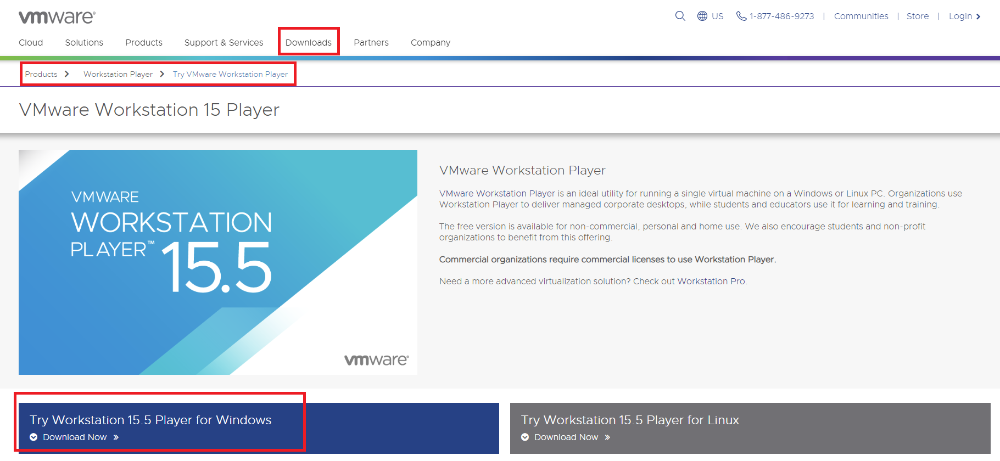 vmware®
US 1-877-486-9273 | Communities | Store | Login
Cloud Solutions Products Support & Services Downloads Partners Company
Products Workstation Player Try VMware Workstation Player
VMware Workstation 15 Player
VMWARE
WORKSTATION
PLAYER™ 15.5
vmware®
VMware Workstation Player
VMware Workstation Player is an ideal utility for running a single virtual machine on a Windows or Linux PC. Organizations use
Workstation Player to deliver managed corporate desktops, while students and educators use it for learning and training.
The free version is available for non-commercial, personal and home use. We also encourage students and non-profit
organizations to benefit from this offering.
Commercial organizations require commercial licenses to use Workstation Player.
Need a more advanced virtualization solution? Check out Workstation Pro.
Try Workstation 15.5 Player for Windows
Download Now »
Try Workstation 15.5 Player for Linux
Download Now »